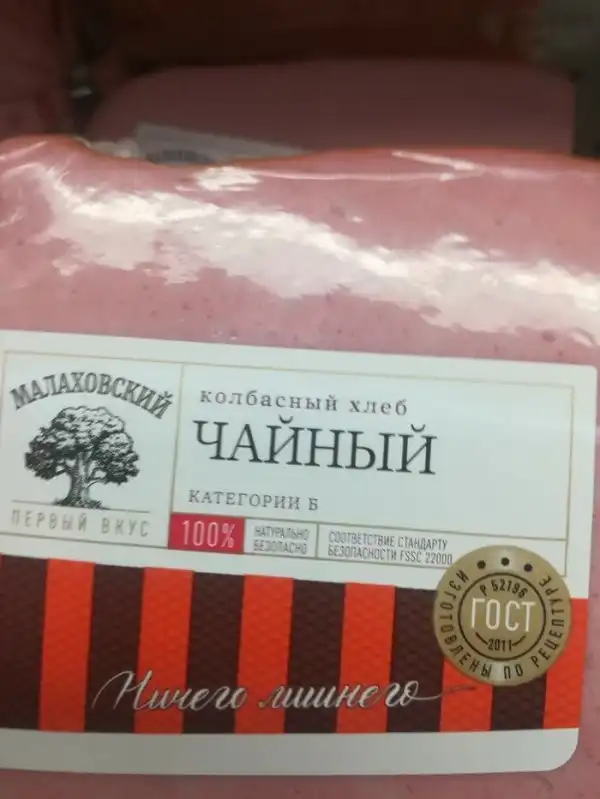 МАЛАХОВСКИЙ
ПЕРВЫЙ ВКУС
КОЛБАСНЫЙ ХЛЕБ
ЧАЙНЫЙ
КАТЕГОРИИ Б
100%
НАТУРАЛЬНО
БЕЗОПАСНО
СООТВЕТСТВИЕ СТАНДАРТУ
БЕЗОПАСНОСТИ FSSC 22000
Р 52196
ГОСТ
2011
ИЗГОТОВЛЕНЫ ПО РЕЦЕПТУРЕ
Ничего лишнего